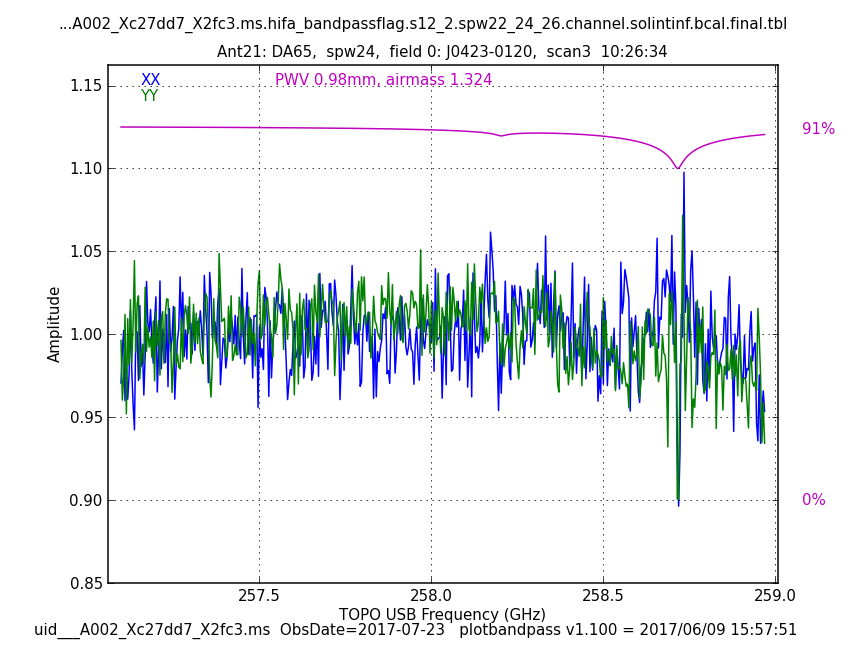 ...A002_Xc27dd7_X2fc3.ms.hifa_bandpassflag.s12_2.spw22_24_26.channel.solintinf.bcal.final.tbl
Ant21: DA65,  spw24,  field 0: J0423-0120,  scan3  10:26:34
XX
PWV 0.98mm, airmass 1.324
YY
1.15
1.10
1.05
1.00
0.95
0.90
0.85
Amplitude
91%
0%
257.5
258.0
258.5
259.0
TOPO USB Frequency (GHz)
uid___A002_Xc27dd7_X2fc3.ms  ObsDate=2017-07-23   plotbandpass v1.100 = 2017/06/09 15:57:51